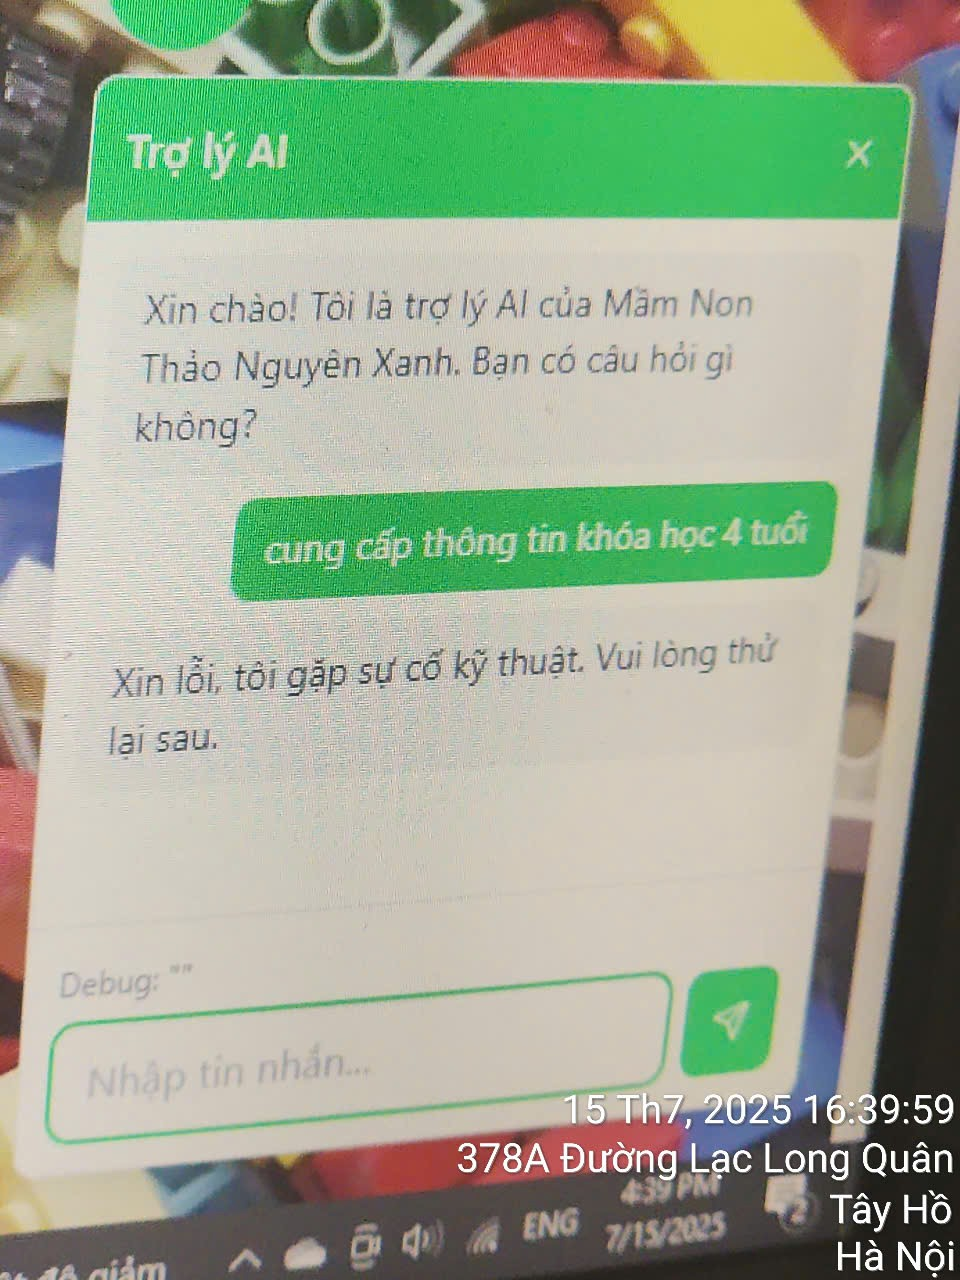 Trợ lý AI
Xin chào! Tôi là trợ lý AI của Mầm Non
Thảo Nguyên Xanh. Bạn có câu hỏi gì
không?
cung cấp thông tin khóa học 4 tuổi
Xin lỗi, tôi gặp sự cố kỹ thuật. Vui lòng thử
lại sau.
Debug: ""
Nhập tin nhắn...
15 Th7, 2025 16:39:59
378A Đường Lạc Long Quân
Tây Hồ
Hà Nội
ENG
4:39 PM
7/15/2025
2
độ giảm